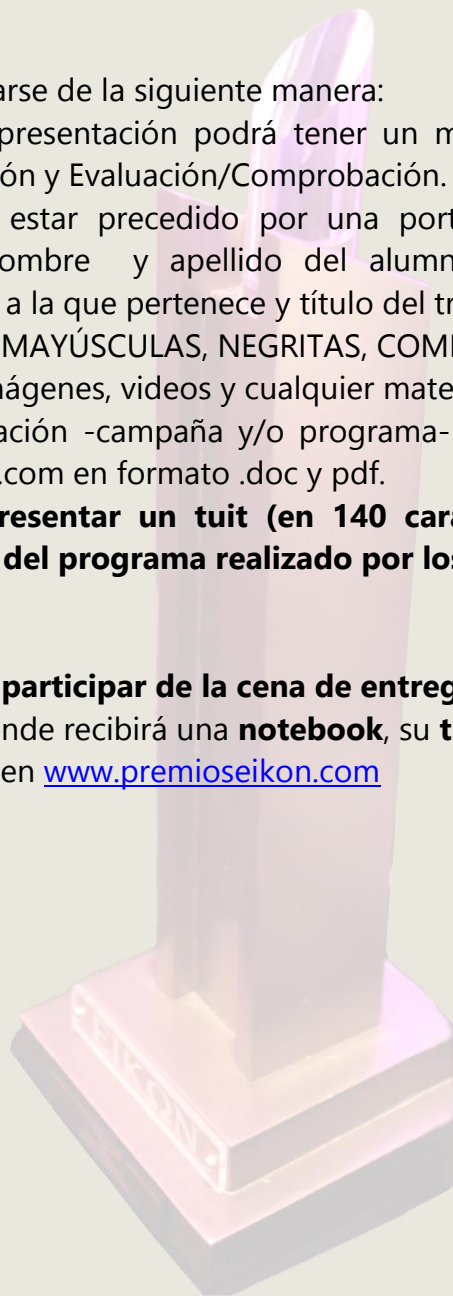 arse de la siguiente manera:
presentación podrá tener un m
ón y Evaluación/Comprobación.
estar precedido por una port
ombre y apellido del alumn
a la que pertenece y título del tr
MAYÚSCULAS, NEGRITAS, COM
nágenes, videos y cualquier mate
ación -campaña y/o programa-
.com en formato .doc y pdf.
resentar un tuit (en 140 cara
del programa realizado por los
participar de la cena de entreg
nde recibirá una notebook, su t
en www.premioseikon.com
EIKON